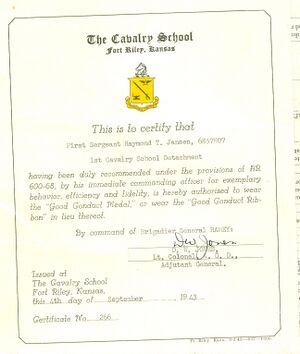 The Cavalry School
Fort Riley, Kansas
This is to certify that
First Sergeant Raymond T. Jansen,
1st Cavalry School Detachment
having been duly recommended under the provisions of AR
600-68, by his immediate commanding officer for exemplary
behavior, efficiency and fidelity, is hereby authorized to wear
the "Good Conduct Medal," or wear the "Good Conduct Rib-
bon" in lieu thereof.
By command of Brigadier General
Jones
Lt. Colonel,
Adjutant General.
Issued at
The Cavalry School
Fort Riley, Kansas,
this 4th day of September 1943
Certificate No. 266